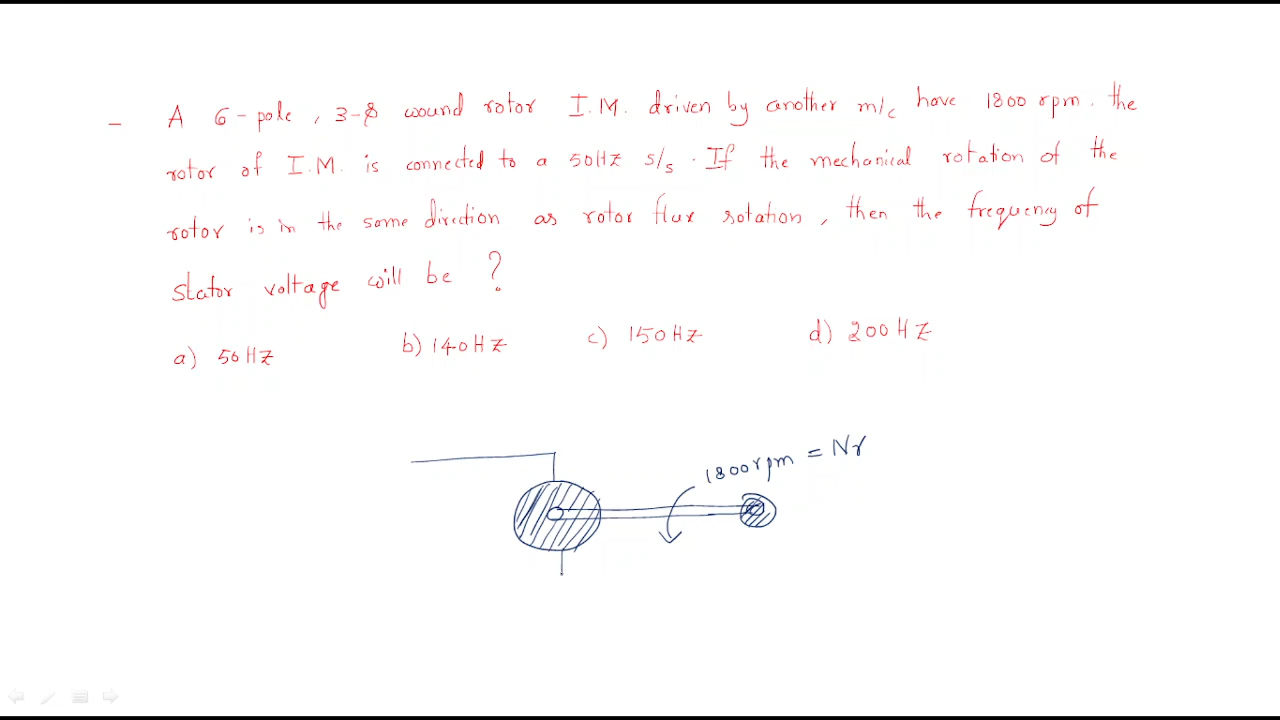 – A 6-pole, 3-ϕ wound rotor I.M. driven by another m/c have 1800 rpm. the
rotor of I.M. is connected to a 50HZ s/s. If the mechanical rotation of the
rotor is in the same direction as rotor flux rotation, then the frequency of
stator voltage will be ?
a) 50HZ b) 140HZ c) 150HZ d) 200HZ
1800rpm = Nr